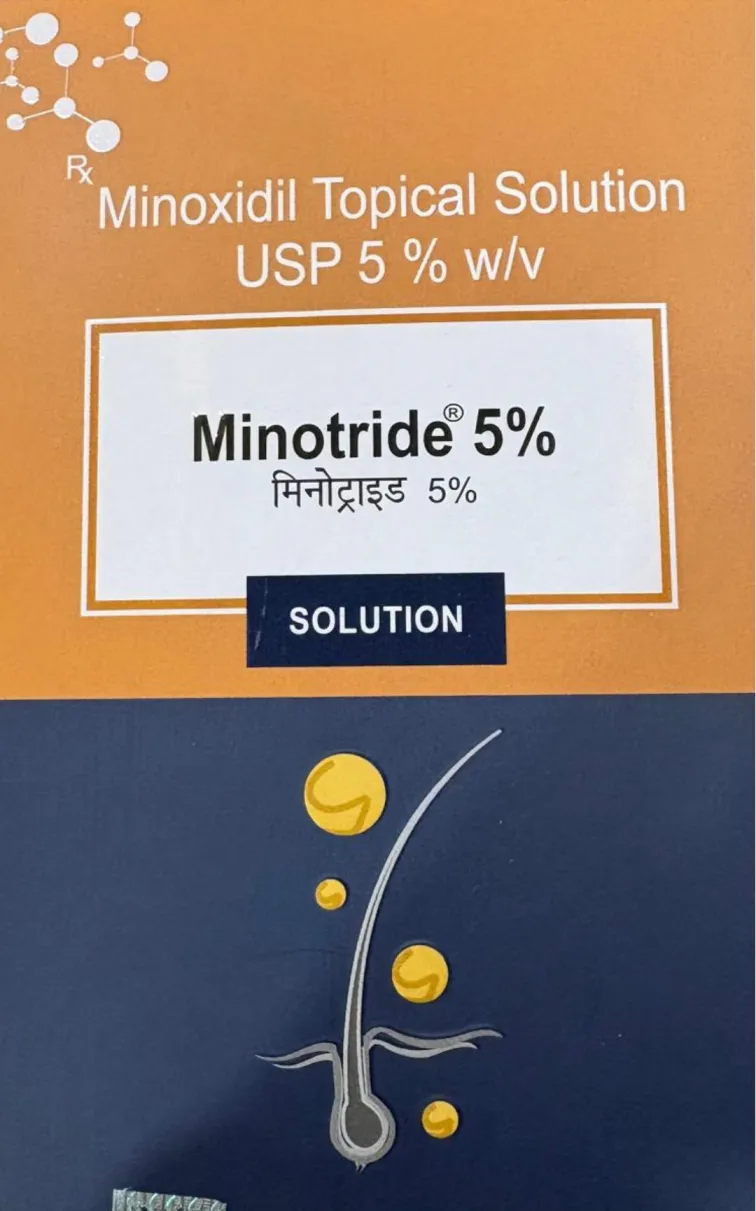 Rx
Minoxidil Topical Solution
USP 5 % w/v
Minotride® 5%
मिनोट्राइड 5%
SOLUTION